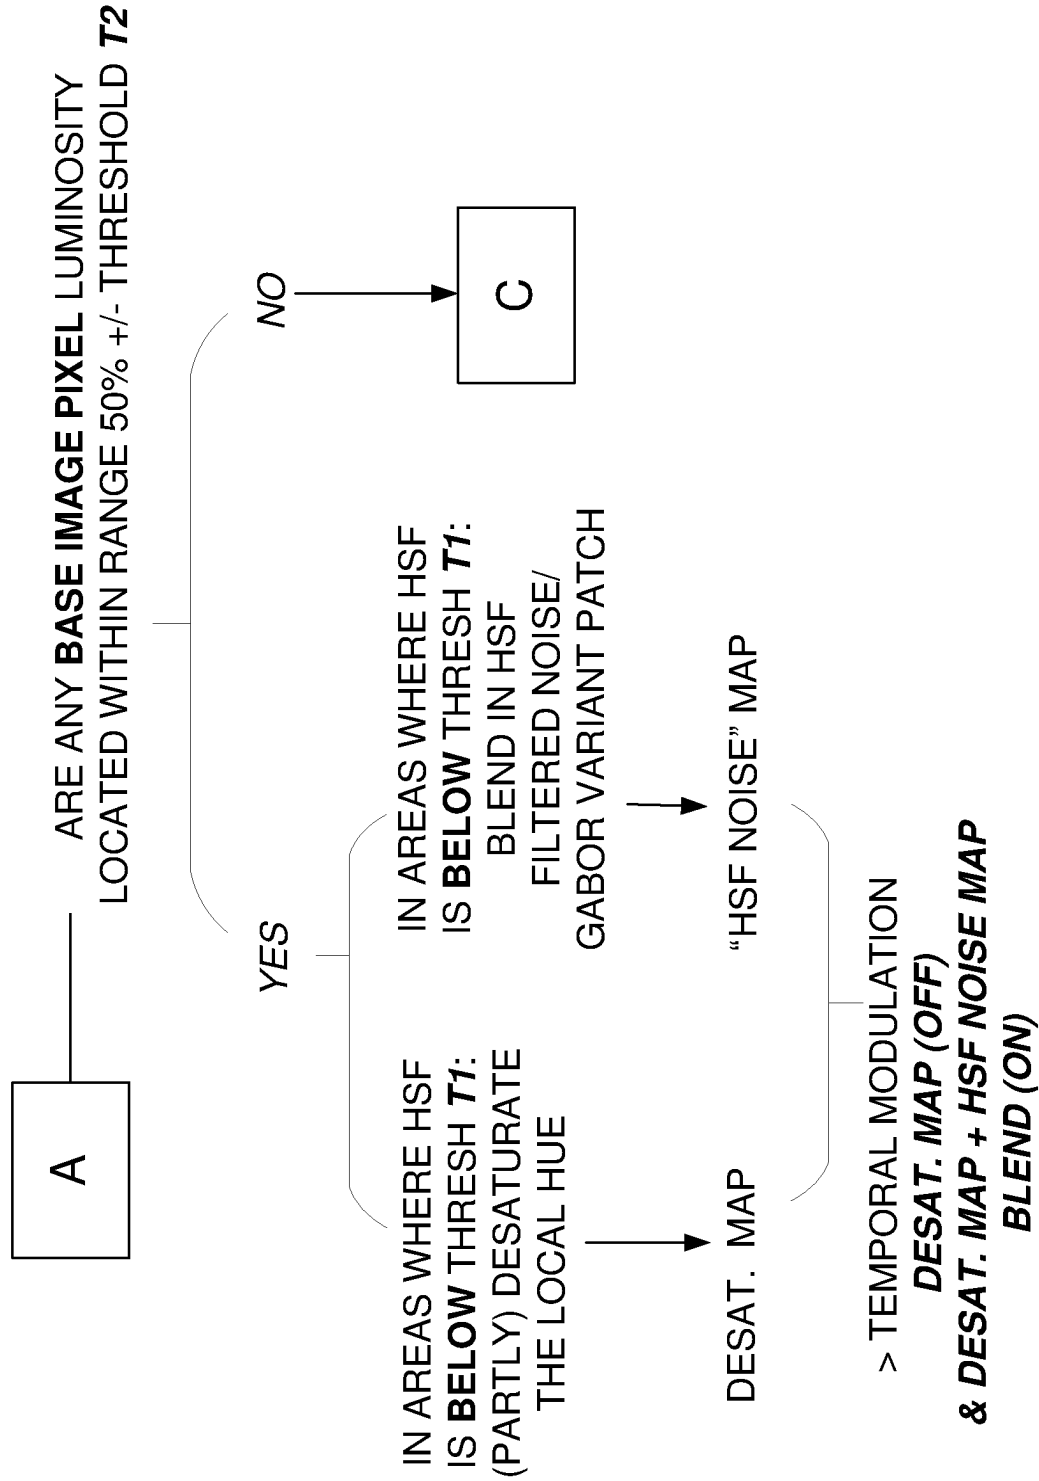 A
ARE ANY BASE IMAGE PIXEL LUMINOSITY
LOCATED WITHIN RANGE 50% +/- THRESHOLD T2
YES
NO
C
IN AREAS WHERE HSF
IS BELOW THRESH T1:
(PARTLY) DESATURATE
THE LOCAL HUE
IN AREAS WHERE HSF
IS BELOW THRESH T1:
BLEND IN HSF
FILTERED NOISE/
GABOR VARIANT PATCH
DESAT. MAP
“HSF NOISE” MAP
> TEMPORAL MODULATION
DESAT. MAP (OFF)
& DESAT. MAP + HSF NOISE MAP
BLEND (ON)